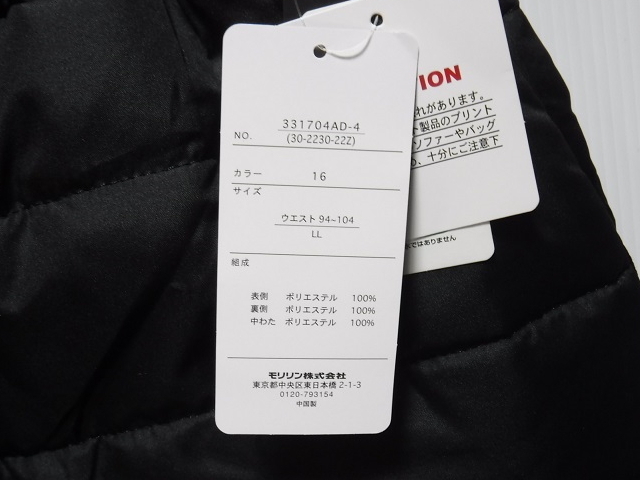 NO. 331704AD-4
(30-2230-22Z)
カラー 16
サイズ
ウエスト 94~104
LL
組成
表側 ポリエステル 100%
裏側 ポリエステル 100%
中わた ポリエステル 100%
モリリン株式会社
東京都中央区東日本橋 2-1-3
0120-793154
中国製
TION
れがあります。
ト製品のプリント
ソファーやバッグ
、十分にご注意下
ではありません